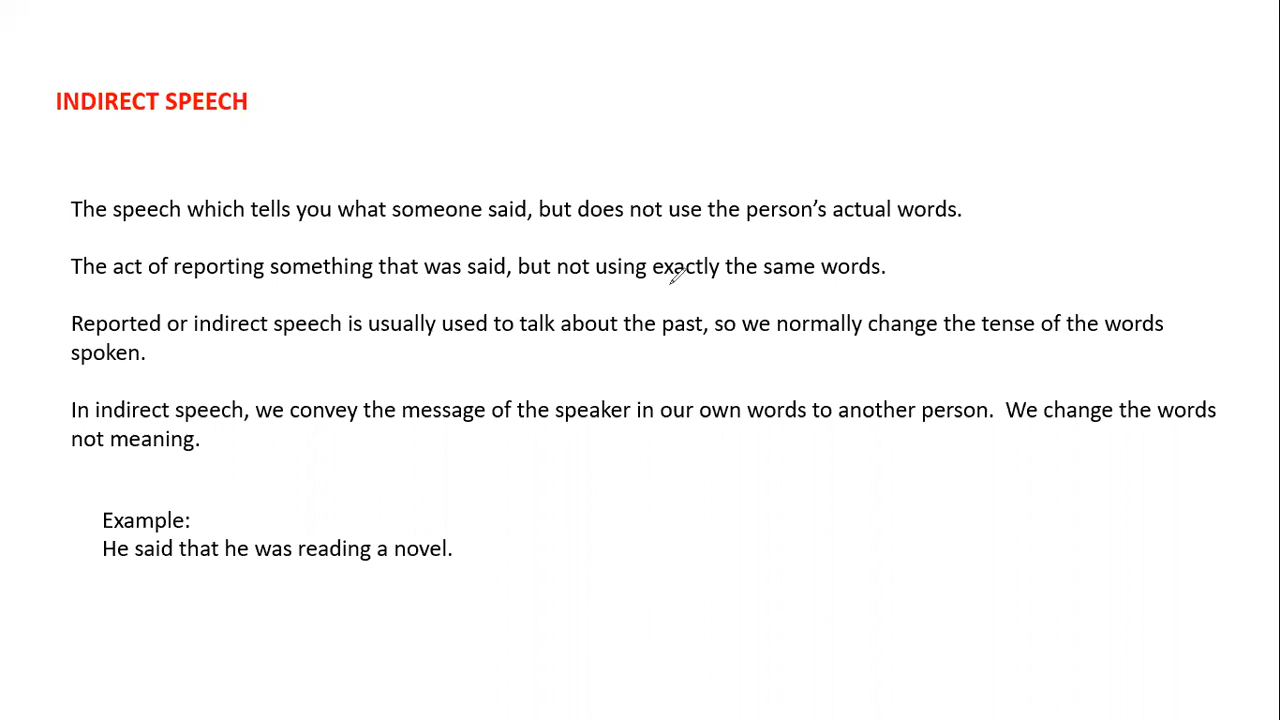 INDIRECT SPEECH
The speech which tells you what someone said, but does not use the person’s actual words.
The act of reporting something that was said, but not using exactly the same words.
Reported or indirect speech is usually used to talk about the past, so we normally change the tense of the words
spoken.
In indirect speech, we convey the message of the speaker in our own words to another person.  We change the words
not meaning.
Example:
He said that he was reading a novel.